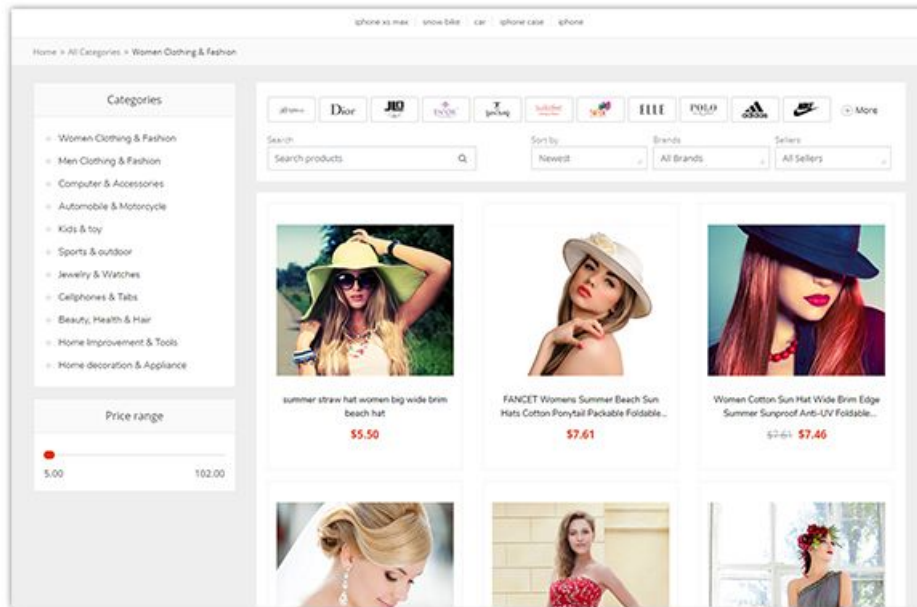 iphone xs max snow bike car iphone case iphone
Home » All Categories » Women Clothing & Fashion
Categories
Women Clothing & Fashion
Men Clothing & Fashion
Computer & Accessories
Automobile & Motorcycle
Kids & toy
Sports & outdoor
Jewelry & Watches
Cellphones & Tabs
Beauty, Health & Hair
Home Improvement & Tools
Home decoration & Appliance
Price range
5.00 102.00
Dior JLO ELLE POLO adidas More
Search Sort by Brands Sellers
Search products Newest All Brands All Sellers
summer straw hat women big wide brim
beach hat
$5.50
FANCET Womens Summer Beach Sun
Hats Cotton Ponytail Packable Foldable...
$7.61
Women Cotton Sun Hat Wide Brim Edge
Summer Sunproof Anti-UV Foldable...
$7.61 $7.46